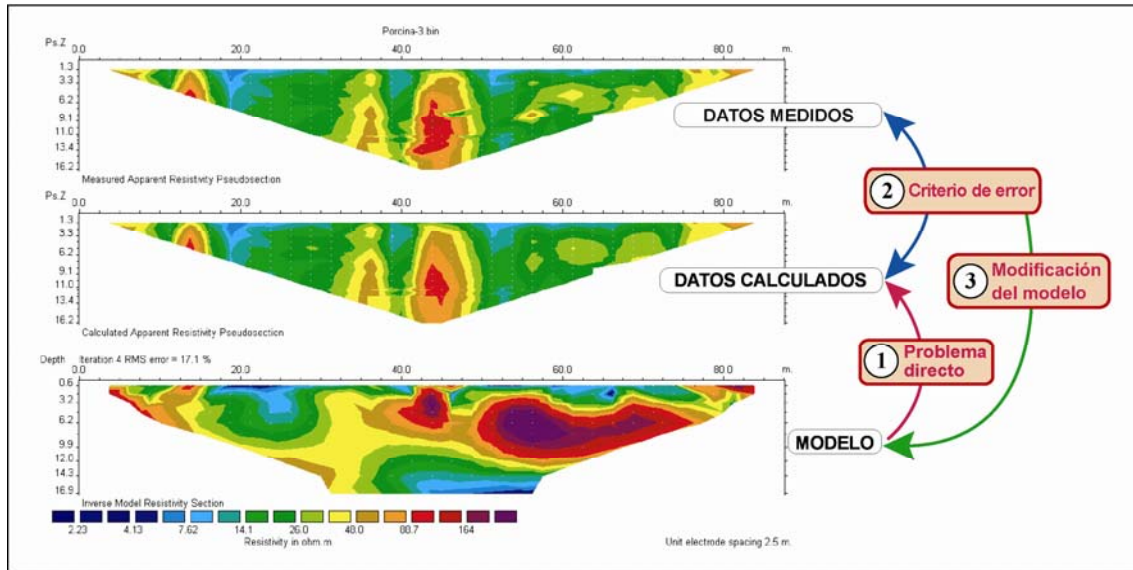 Porcina-3.bin
Ps.Z 0.0 20.0 40.0 60.0 80.0 m.
1.3
3.3
6.2
9.1
11.0
13.4
16.2
Measured Apparent Resistivity Pseudosection
DATOS MEDIDOS
2 Criterio de error
Ps.Z 0.0 20.0 40.0 60.0 80.0 m.
1.3
3.3
6.2
9.1
11.0
13.4
16.2
Calculated Apparent Resistivity Pseudosection
DATOS CALCULADOS
3 Modificación
del modelo
1 Problema
directo
Depth Iteration 4 RMS error = 17.1 %
0.0 20.0 40.0 60.0 80.0 m.
0.6
3.2
6.2
9.9
12.0
14.3
16.9
MODELO
Inverse Model Resistivity Section
2.23 4.13 7.62 14.1 26.0 48.0 88.7 164
Resistivity in ohm.m
Unit electrode spacing 2.5 m.